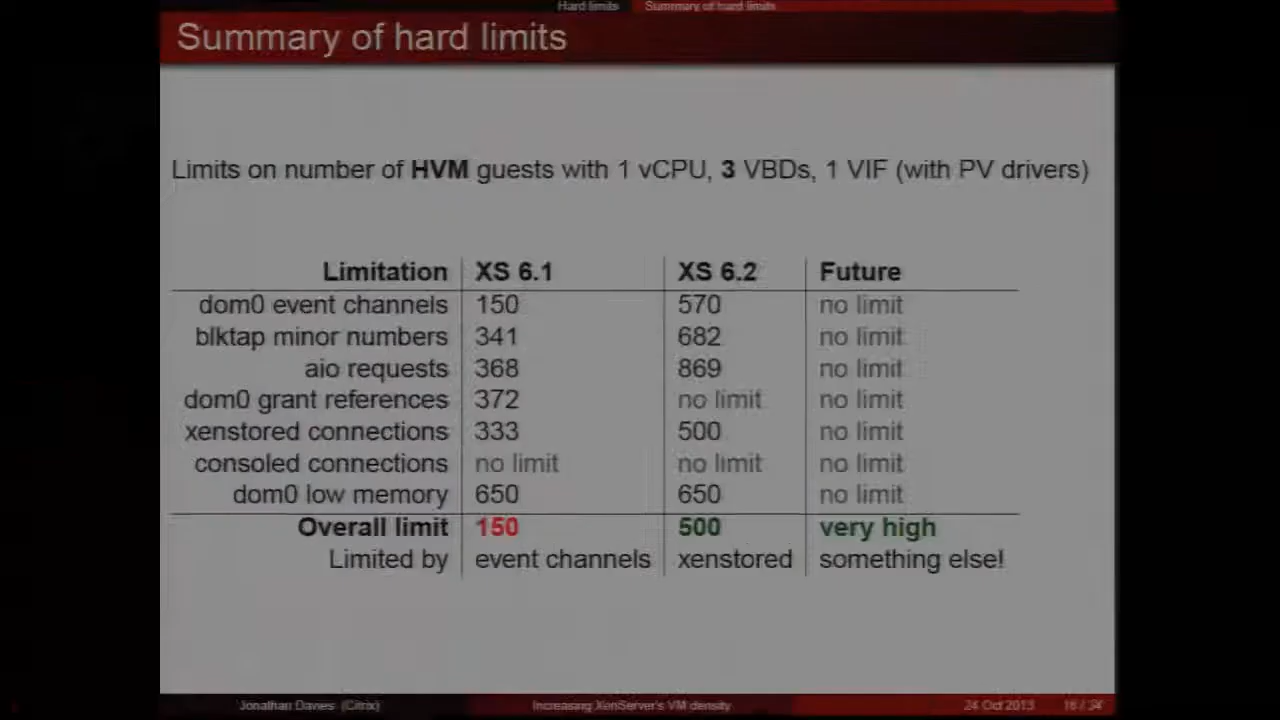 Hard limits Summary of hard limits
Summary of hard limits
Limits on number of HVM guests with 1 vCPU, 3 VBDs, 1 VIF (with PV drivers)
Limitation XS 6.1 XS 6.2 Future
dom0 event channels 150 570 no limit
blktap minor numbers 341 682 no limit
aio requests 368 869 no limit
dom0 grant references 372 no limit no limit
xenstored connections 333 500 no limit
consoled connections no limit no limit no limit
dom0 low memory 650 650 no limit
Overall limit 150 500 very high
Limited by event channels xenstored something else!
Jonathan Davies (Citrix) Increasing XenServer's VM density 24 Oct 2013 16 / 34